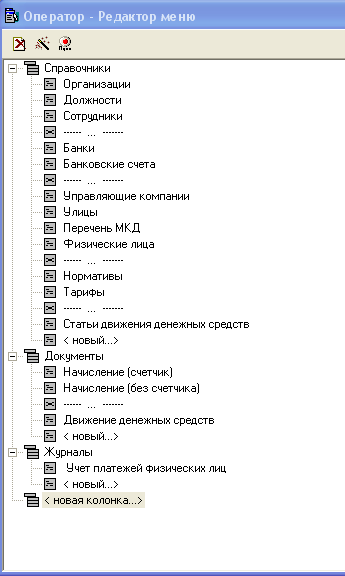 Оператор - Редактор меню
Пуск
Справочники
Организации
Должности
Сотрудники
------ ... -------
Банки
Банковские счета
------ ... -------
Управляющие компании
Улицы
Перечень МКД
Физические лица
------ ... -------
Нормативы
Тарифы
------ ... -------
Статьи движения денежных средств
< новый...>
Документы
Начисление (счетчик)
Начисление (без счетчика)
------ ... -------
Движение денежных средств
< новый...>
Журналы
Учет платежей физических лиц
< новый...>
< новая колонка...>